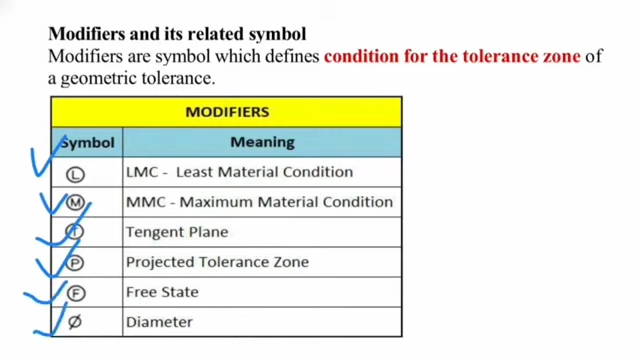 Modifiers and its related symbol
Modifiers are symbol which defines condition for the tolerance zone of
a geometric tolerance.
MODIFIERS
Symbol Meaning
Ⓛ LMC - Least Material Condition
Ⓜ MMC - Maximum Material Condition
Ⓣ Tengent Plane
Ⓟ Projected Tolerance Zone
Ⓕ Free State
Ø Diameter